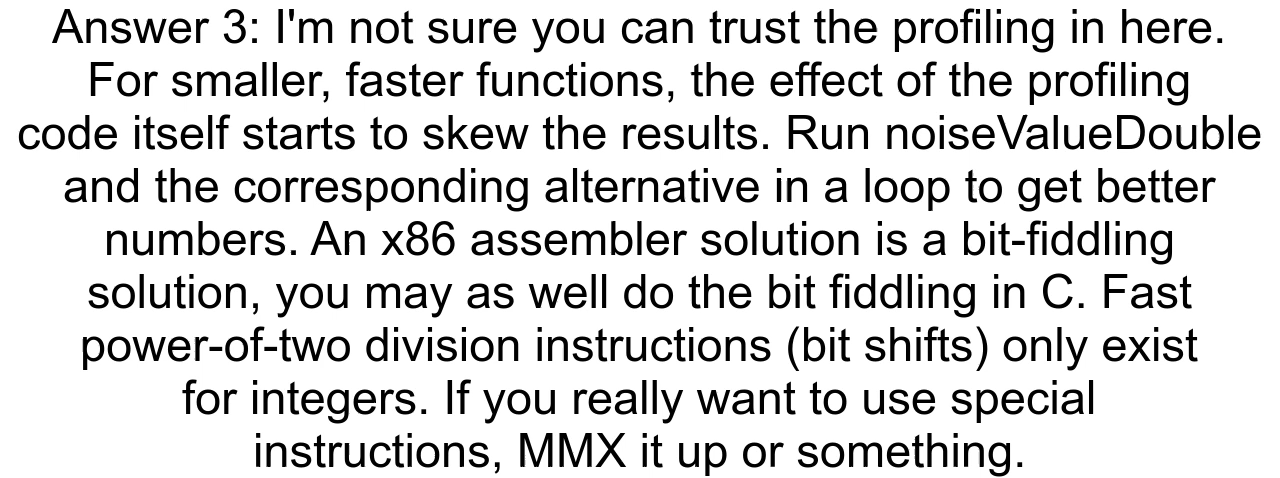 Answer 3: I'm not sure you can trust the profiling in here.
For smaller, faster functions, the effect of the profiling
code itself starts to skew the results. Run noiseValueDouble
and the corresponding alternative in a loop to get better
numbers. An x86 assembler solution is a bit-fiddling
solution, you may as well do the bit fiddling in C. Fast
power-of-two division instructions (bit shifts) only exist
for integers. If you really want to use special
instructions, MMX it up or something.